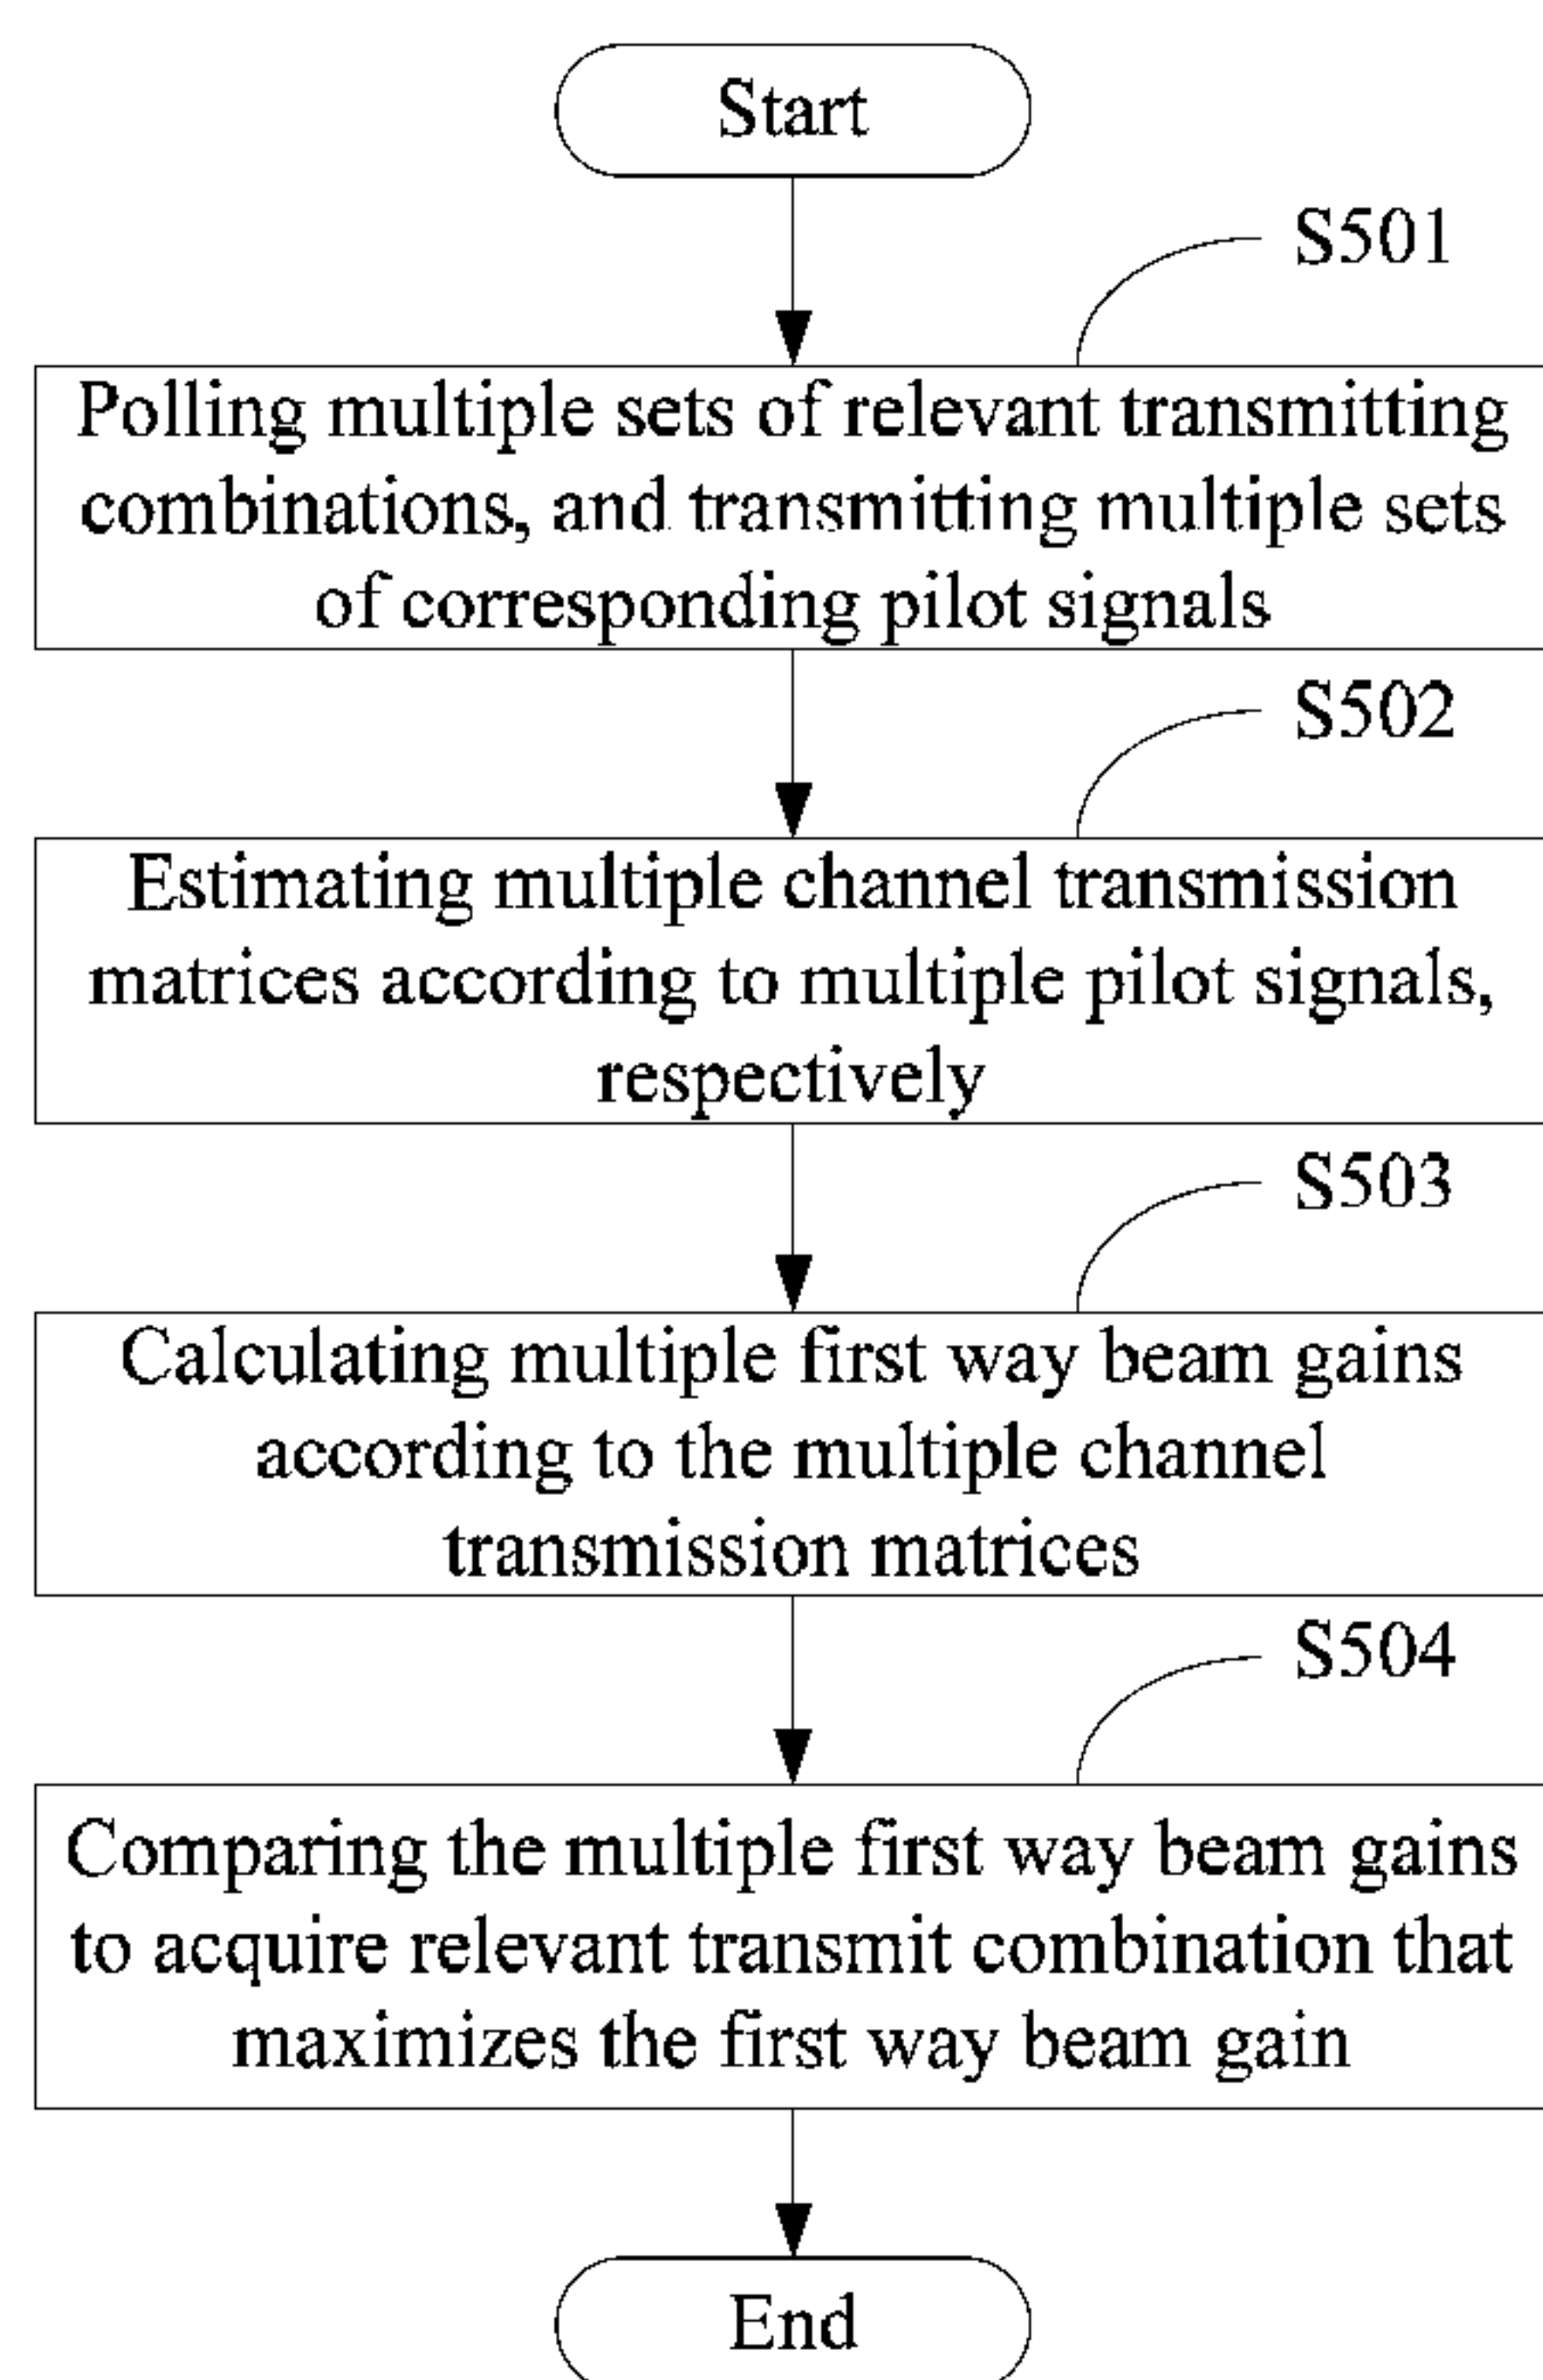 Start
S501
Polling multiple sets of relevant transmitting
combinations, and transmitting multiple sets
of corresponding pilot signals
S502
Estimating multiple channel transmission
matrices according to multiple pilot signals,
respectively
S503
Calculating multiple first way beam gains
according to the multiple channel
transmission matrices
S504
Comparing the multiple first way beam gains
to acquire relevant transmit combination that
maximizes the first way beam gain
End